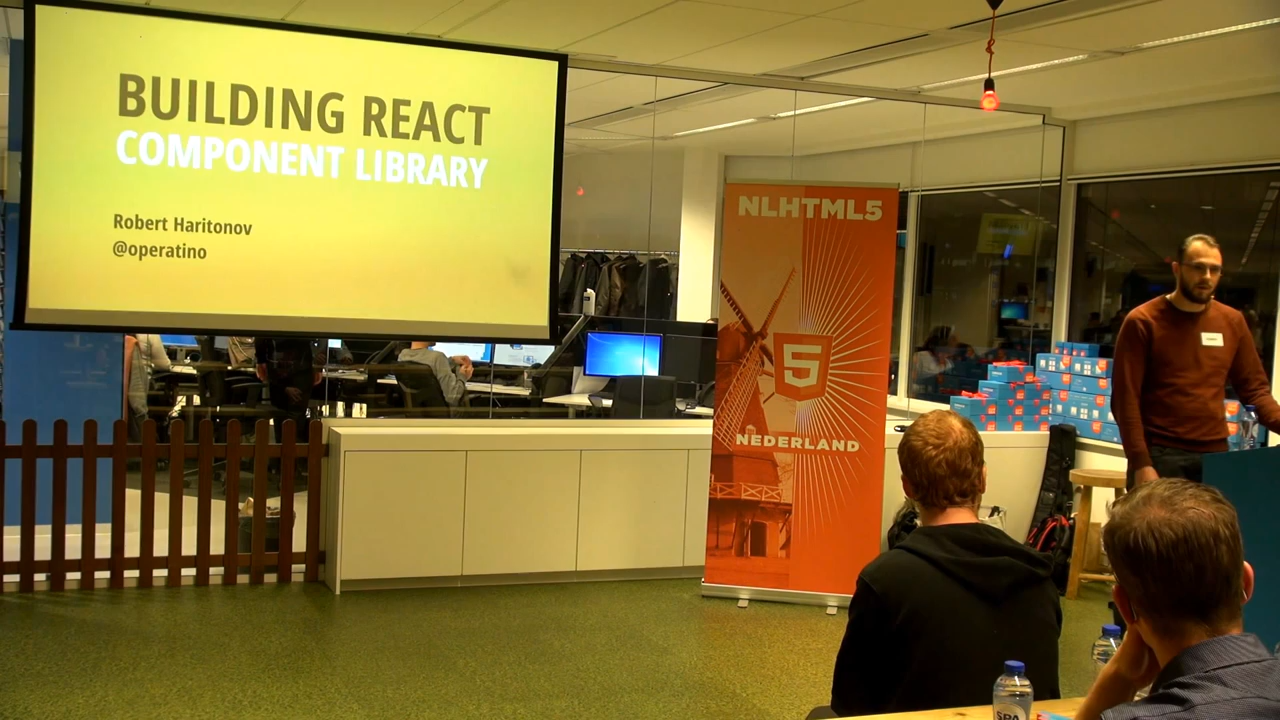 BUILDING REACT
COMPONENT LIBRARY
Robert Haritonov
@operatino
NLHTML5
5
NEDERLAND
SPA